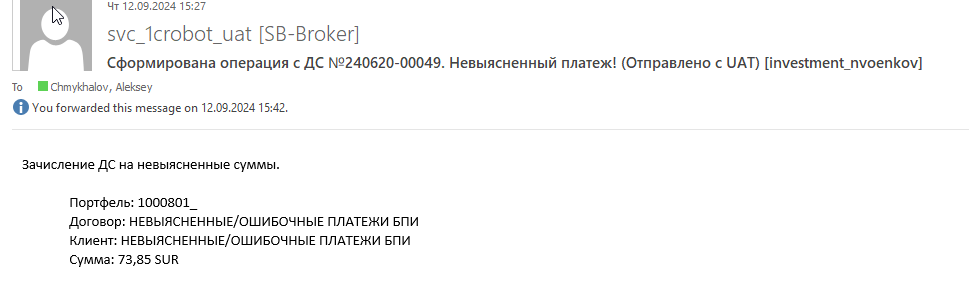 Чт 12.09.2024 15:27
svc_1crobot_uat [SB-Broker]
Сформирована операция с ДС №240620-00049. Невыясненный платеж! (Отправлено с UAT) [investment_nvoenkov]
To Chmykhalov, Aleksey
You forwarded this message on 12.09.2024 15:42.
Зачисление ДС на невыясненные суммы.
Портфель: 1000801_
Договор: НЕВЫЯСНЕННЫЕ/ОШИБОЧНЫЕ ПЛАТЕЖИ БПИ
Клиент: НЕВЫЯСНЕННЫЕ/ОШИБОЧНЫЕ ПЛАТЕЖИ БПИ
Сумма: 73,85 SUR